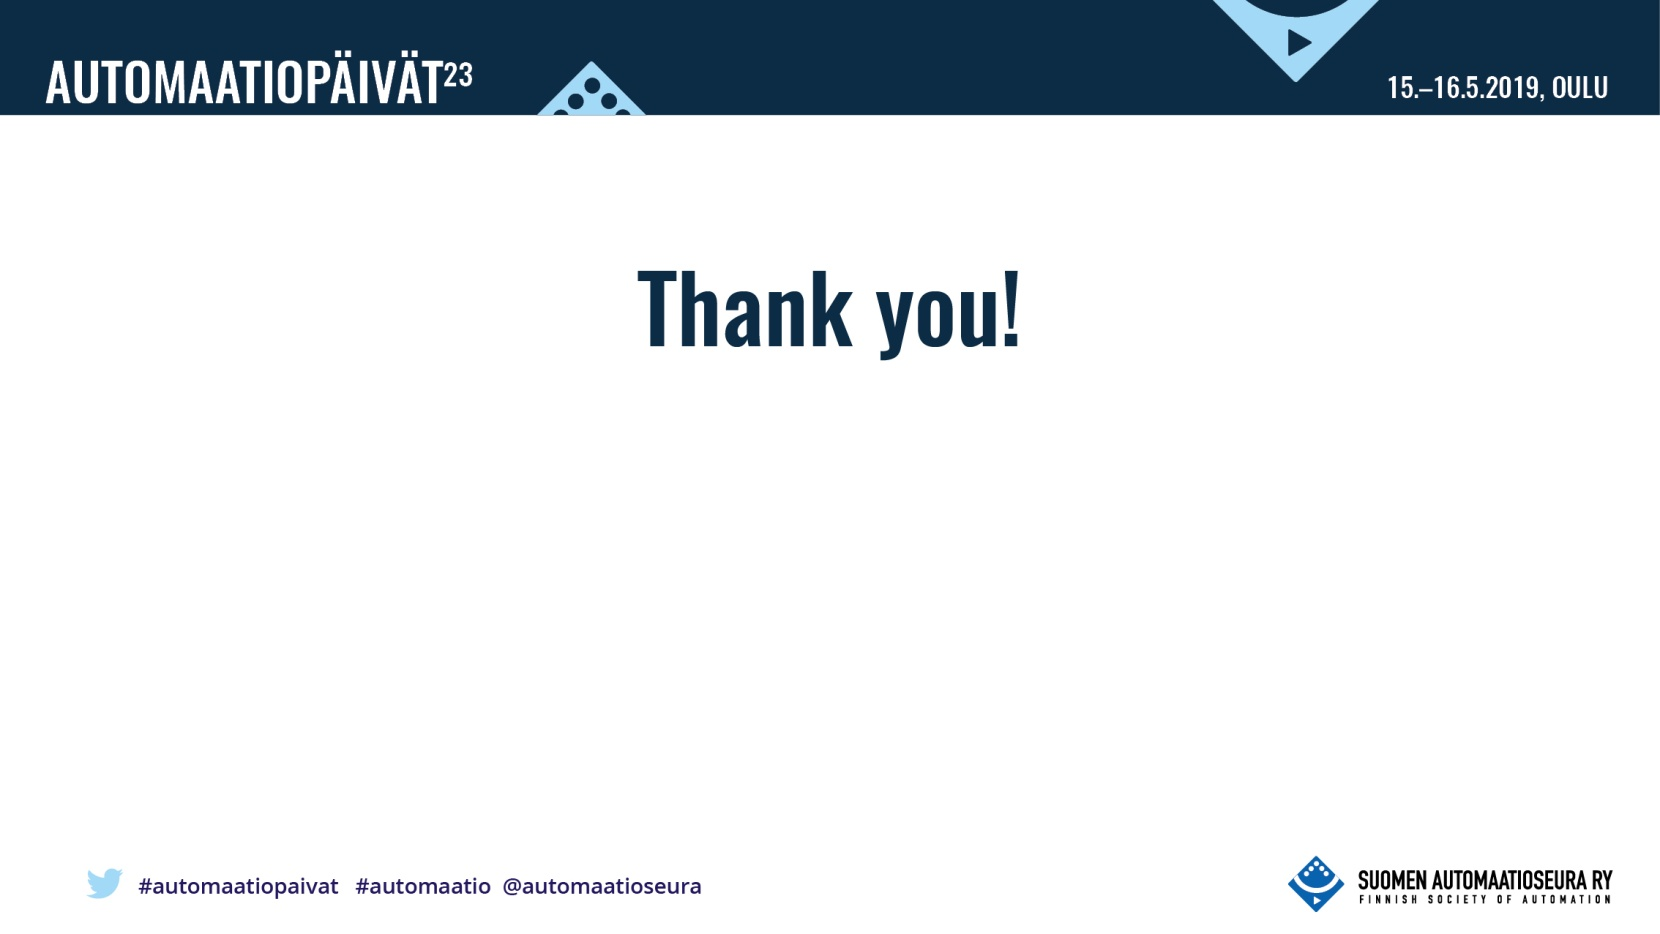 AUTOMAATIOPÄIVÄT23
15.–16.5.2019, OULU
Thank you!
#automaatiopaivat #automaatio @automaatioseura
SUOMEN AUTOMAATIOSEURA RY
FINNISH SOCIETY OF AUTOMATION